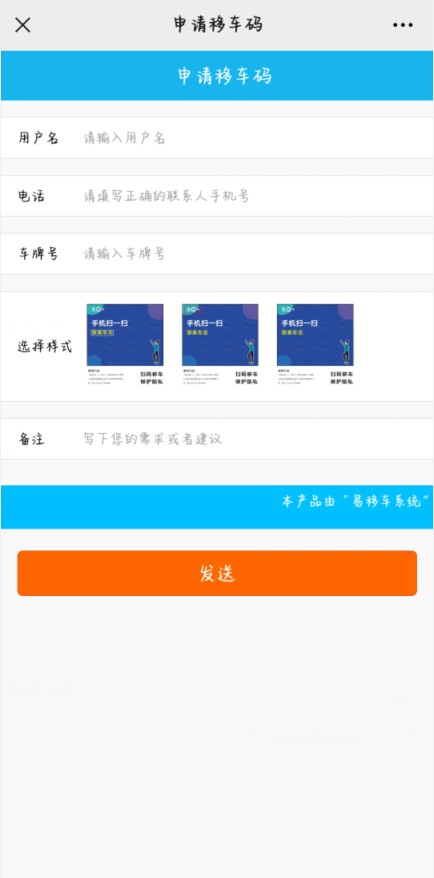 申请移车码
申请移车码
用户名 请输入用户名
电话 请填写正确的联系人手机号
车牌号 请输入车牌号
选择样式
手机扫一扫
联系车主
扫码移车
保护隐私
手机扫一扫
联系车主
扫码移车
保护隐私
手机扫一扫
联系车主
扫码移车
保护隐私
备注 写下您的需求或者建议
本产品由“易移车系统“
发送